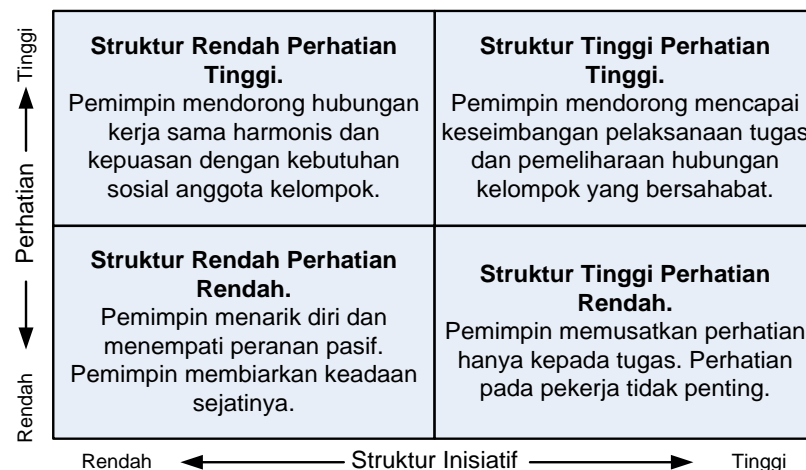 Struktur Rendah Perhatian
Tinggi.
Pemimpin mendorong hubungan
kerja sama harmonis dan
kepuasan dengan kebutuhan
sosial anggota kelompok.
Struktur Tinggi Perhatian
Tinggi.
Pemimpin mendorong mencapai
keseimbangan pelaksanaan tugas
dan pemeliharaan hubungan
kelompok yang bersahabat.
Struktur Rendah Perhatian
Rendah.
Pemimpin menarik diri dan
menempati peranan pasif.
Pemimpin membiarkan keadaan
sejatinya.
Struktur Tinggi Perhatian
Rendah.
Pemimpin memusatkan perhatian
hanya kepada tugas. Perhatian
pada pekerja tidak penting.
Tinggi
Perhatian
Rendah
Rendah
Struktur Inisiatif
Tinggi